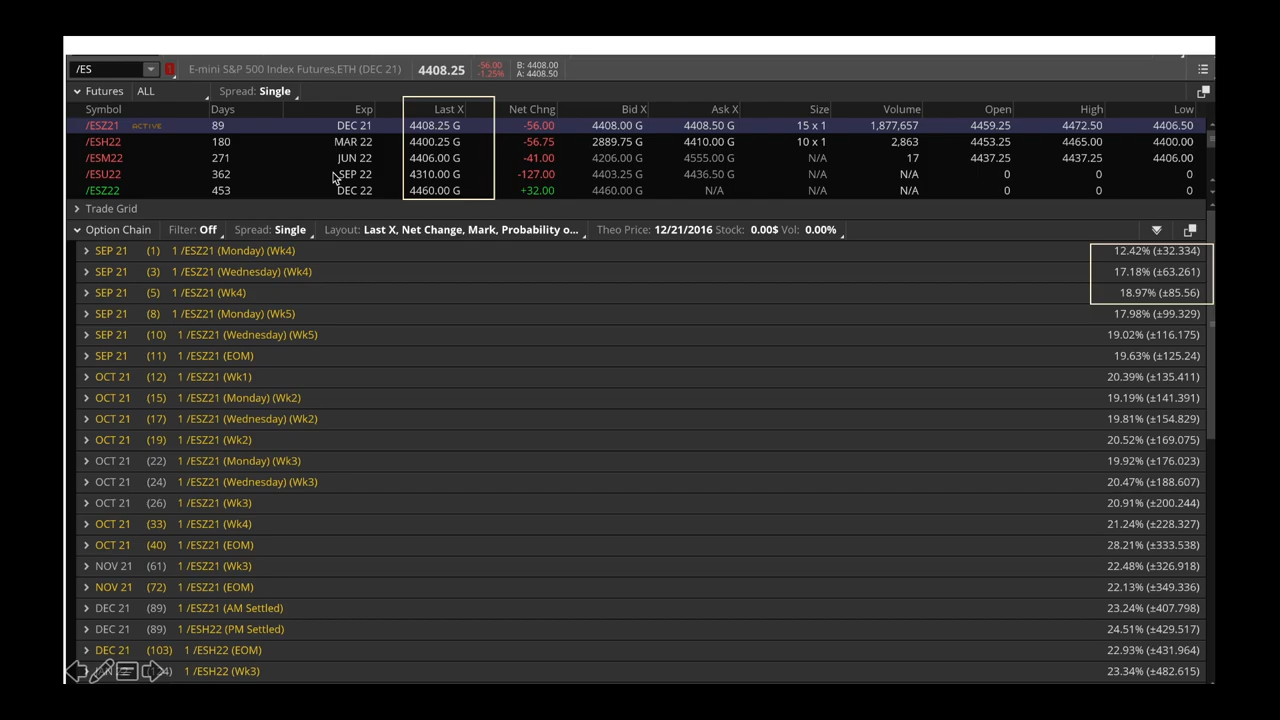 /ES 1 E-mini S&P 500 Index Futures,ETH (DEC 21) 4408.25 -56.00 B: 4408.00
-1.25% A: 4408.50
Futures ALL Spread: Single
Symbol Days Exp Last X Net Chng Bid X Ask X Size Volume Open High Low
/ESZ21 ACTIVE 89 DEC 21 4408.25 G -56.00 4408.00 G 4408.50 G 15 x 1 1,877,657 4459.25 4472.50 4406.50
/ESH22 180 MAR 22 4400.25 G -56.75 2889.75 G 4410.00 G 10 x 1 2,863 4453.25 4465.00 4400.00
/ESM22 271 JUN 22 4406.00 G -41.00 4206.00 G 4555.00 G N/A 17 4437.25 4437.25 4406.00
/ESU22 362 SEP 22 4310.00 G -127.00 4403.25 G 4436.50 G N/A N/A N/A 0 0
/ESZ22 453 DEC 22 4460.00 G +32.00 4460.00 G N/A N/A N/A N/A 0 0
Trade Grid
Option Chain Filter: Off Spread: Single Layout: Last X, Net Change, Mark, Probability o... Theo Price: 12/21/2016 Stock: 0.00$ Vol: 0.00%
SEP 21 (1) 1 /ESZ21 (Monday) (Wk4) 12.42% (±32.334)
SEP 21 (3) 1 /ESZ21 (Wednesday) (Wk4) 17.18% (±63.261)
SEP 21 (5) 1 /ESZ21 (Wk4) 18.97% (±85.56)
SEP 21 (8) 1 /ESZ21 (Monday) (Wk5) 17.98% (±99.329)
SEP 21 (10) 1 /ESZ21 (Wednesday) (Wk5) 19.02% (±116.175)
SEP 21 (11) 1 /ESZ21 (EOM) 19.63% (±125.24)
OCT 21 (12) 1 /ESZ21 (Wk1) 20.39% (±135.411)
OCT 21 (15) 1 /ESZ21 (Monday) (Wk2) 19.19% (±141.391)
OCT 21 (17) 1 /ESZ21 (Wednesday) (Wk2) 19.81% (±154.829)
OCT 21 (19) 1 /ESZ21 (Wk2) 20.52% (±169.075)
OCT 21 (22) 1 /ESZ21 (Monday) (Wk3) 19.92% (±176.023)
OCT 21 (24) 1 /ESZ21 (Wednesday) (Wk3) 20.47% (±188.607)
OCT 21 (26) 1 /ESZ21 (Wk3) 20.91% (±200.244)
OCT 21 (33) 1 /ESZ21 (Wk4) 21.24% (±228.327)
OCT 21 (40) 1 /ESZ21 (EOM) 28.21% (±333.538)
NOV 21 (61) 1 /ESZ21 (Wk3) 22.48% (±326.918)
NOV 21 (72) 1 /ESZ21 (EOM) 22.13% (±349.336)
DEC 21 (89) 1 /ESZ21 (AM Settled) 23.24% (±407.798)
DEC 21 (89) 1 /ESH22 (PM Settled) 24.51% (±429.517)
DEC 21 (103) 1 /ESH22 (EOM) 22.93% (±431.964)
1 /ESH22 (Wk3) 23.34% (±482.615)